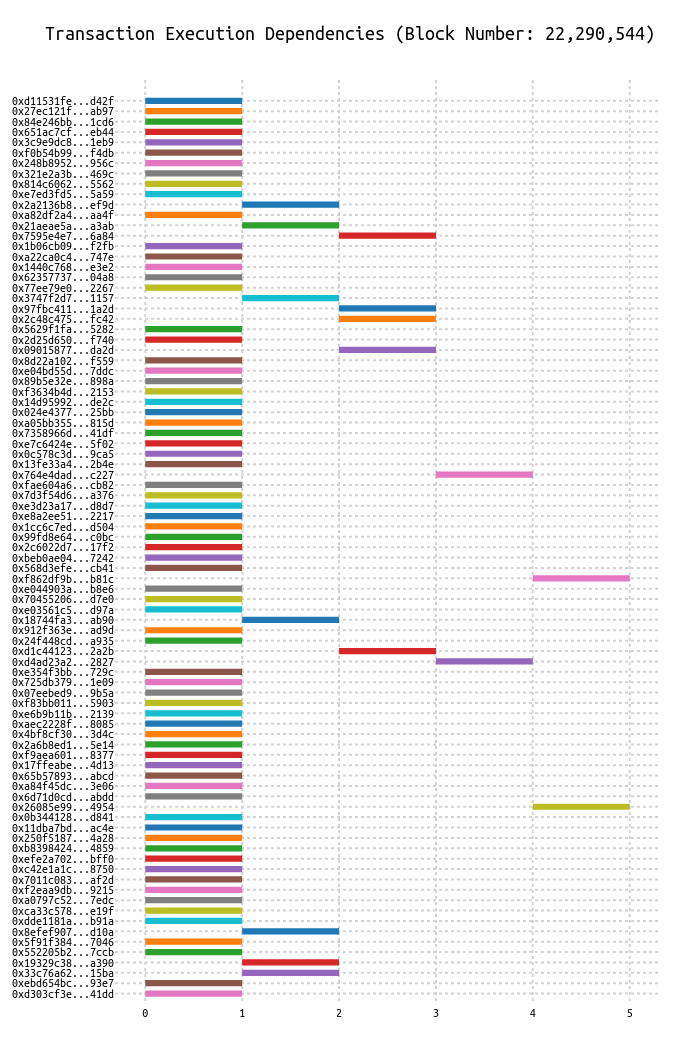 Transaction Execution Dependencies (Block Number: 22,290,544)
0xd11531fe...d42f
0x27ec121f...ab97
0x84e246bb...1cd6
0x651ac7cf...eb44
0x3c9e9dc8...1eb9
0xf0b54b99...f4db
0x248b8952...956c
0x321e2a3b...469c
0x814c6062...5562
0xe7ed3fd5...5a59
0x2a2136b8...ef9d
0xa82df2a4...aa4f
0x21aeae5a...a3ab
0x7595e4e7...6a84
0x1b06cb09...f2fb
0xa22ca0c4...747e
0x1440c768...e3e2
0x62357737...04a8
0x77ee79e0...2267
0x3747f2d7...1157
0x97fbc411...1a2d
0x2c48c475...fc42
0x5629f1fa...5282
0x2d25d650...f740
0x09015877...da2d
0x8d22a102...f559
0xe04bd55d...7ddc
0x89b5e32e...898a
0xf3634b4d...2153
0x14d95992...de2c
0x024e4377...25bb
0xa05bb355...815d
0x7358966d...41df
0xe7c6424e...5f02
0x0c578c3d...9ca5
0x13fe33a4...2b4e
0x764e4dad...c227
0xfae604a6...cb82
0x7d3f54d6...a376
0xe3d23a17...d8d7
0xe8a2ee51...2217
0x1cc6c7ed...d504
0x99fd8e64...c0bc
0x2c6022d7...17f2
0xbeb0ae04...7242
0x568d3efe...cb41
0xf862df9b...b81c
0xe044903a...b8e6
0x70455206...d7e0
0xe03561c5...d97a
0x18744fa3...ab90
0x912f363e...ad9d
0x24f448cd...a935
0xd1c44123...2a2b
0xd4ad23a2...2827
0xe354f3bb...729c
0x725db379...1e09
0x07eebed9...9b5a
0xf83bb011...5903
0xe6b9b11b...2139
0xaec2228f...8085
0x4bf8cf30...3d4c
0x2a6b8ed1...5e14
0xf9aea601...8377
0x17ffeabe...4d13
0x65b57893...abcd
0xa84f45dc...3e06
0x6d71d0cd...abdd
0x26085e99...4954
0x0b344128...d841
0x11dba7bd...ac4e
0x250f5187...4a28
0xb8398424...4859
0xefe2a702...bff0
0xc42e1a1c...8750
0x7011c083...af2d
0xf2eaa9db...9215
0xa0797c52...7edc
0xca33c578...e19f
0xdde1181a...b91a
0x8efef907...d10a
0x5f91f384...7046
0x552205b2...7ccb
0x19329c38...a390
0x33c76a62...15ba
0xebd654bc...93e7
0xd303cf3e...41dd
0 1 2 3 4 5